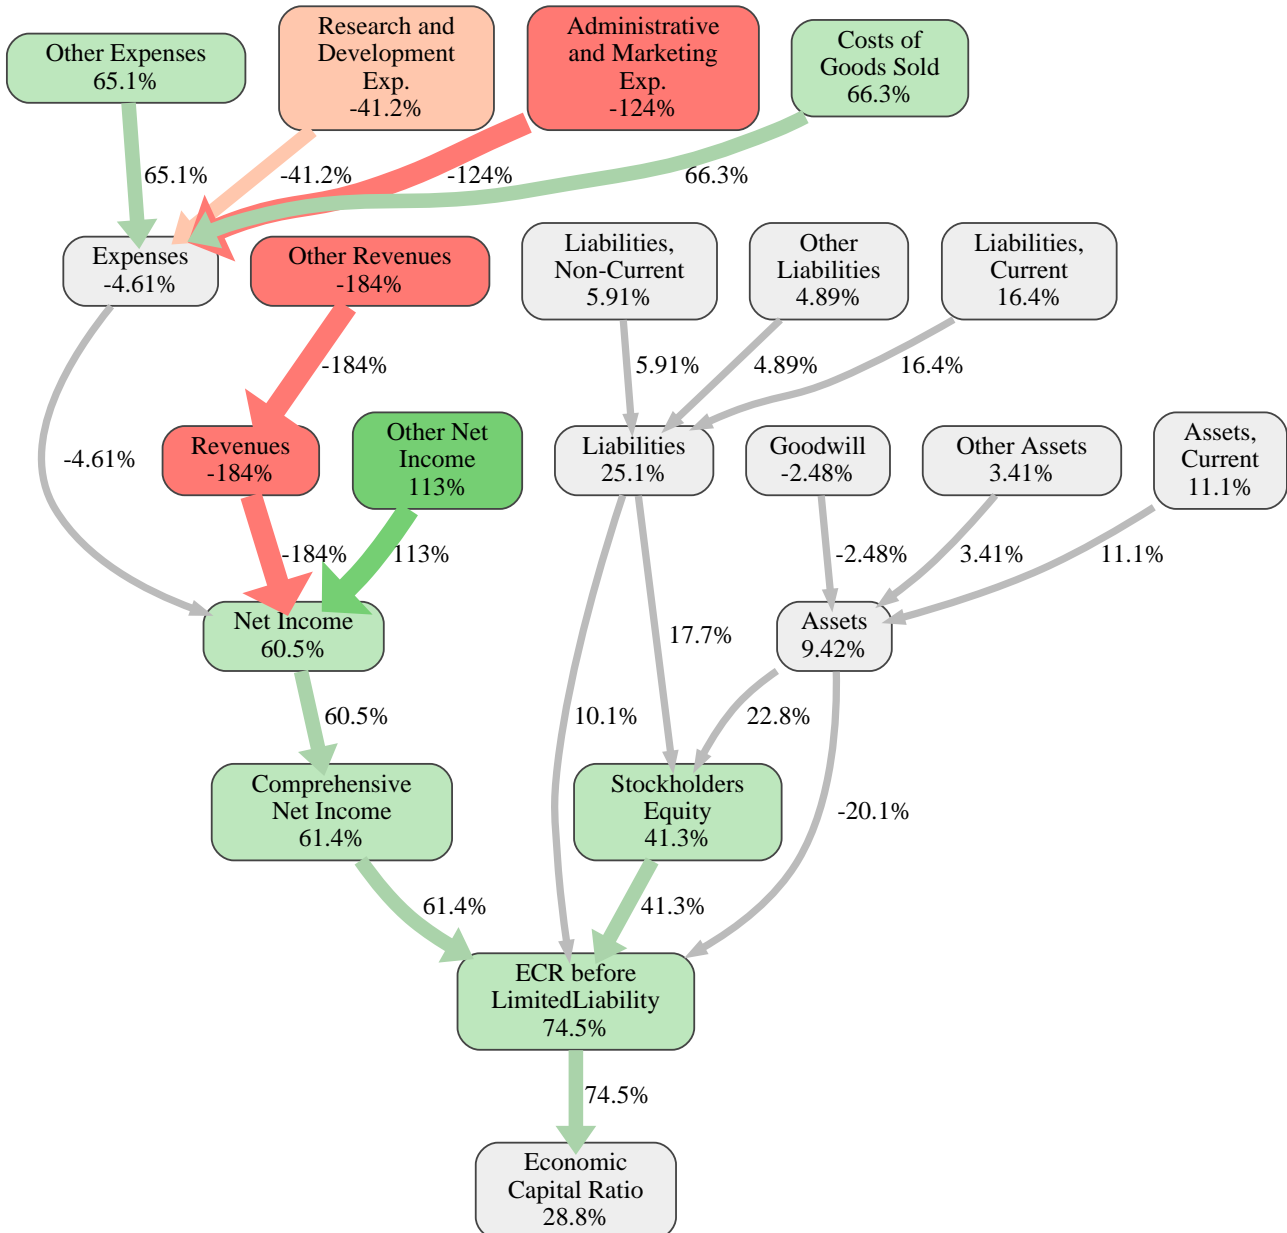 Other Expenses
65.1%
Research and
Development
Exp.
-41.2%
Administrative
and Marketing
Exp.
-124%
Costs of
Goods Sold
66.3%
65.1%
-41.2%
-124%
66.3%
Expenses
-4.61%
Other Revenues
-184%
Liabilities,
Non-Current
5.91%
Other
Liabilities
4.89%
Liabilities,
Current
16.4%
-184%
5.91%
4.89%
16.4%
-4.61%
Revenues
-184%
Other Net
Income
113%
Liabilities
25.1%
Goodwill
-2.48%
Other Assets
3.41%
Assets,
Current
11.1%
-184%
113%
-2.48%
3.41%
11.1%
Net Income
60.5%
17.7%
Assets
9.42%
60.5%
10.1%
22.8%
Comprehensive
Net Income
61.4%
Stockholders
Equity
41.3%
-20.1%
61.4%
41.3%
ECR before
LimitedLiability
74.5%
74.5%
Economic
Capital Ratio
28.8%